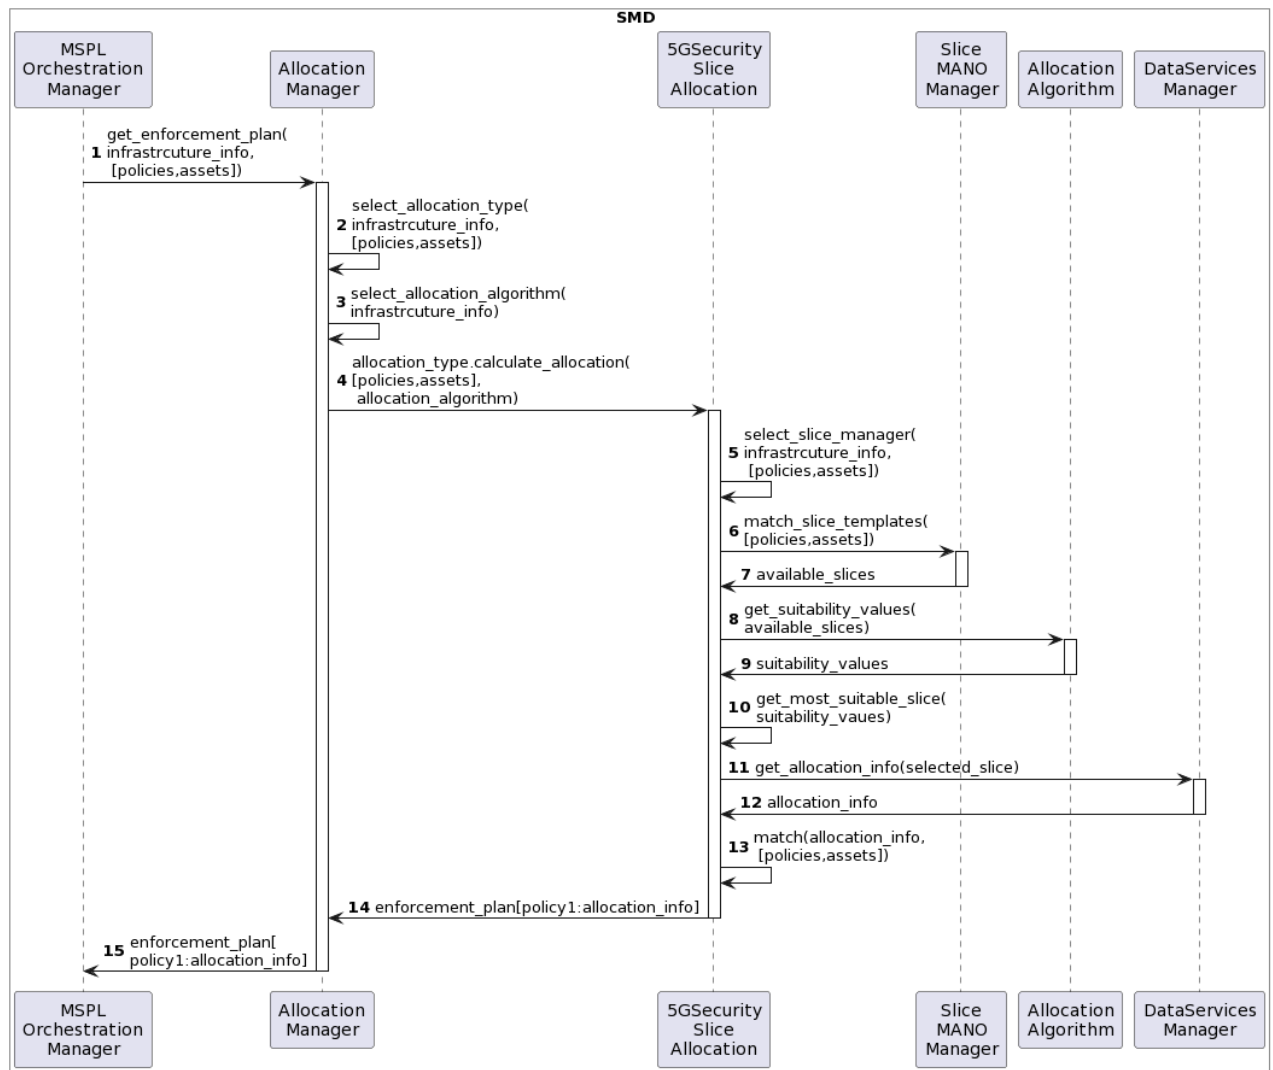 SMD
MSPL
Orchestration
Manager
Allocation
Manager
5GSecurity
Slice
Allocation
Slice
MANO
Manager
Allocation
Algorithm
DataServices
Manager
get_enforcement_plan(
1 infrastrcuture_info,
[policies,assets])
select_allocation_type(
2 infrastrcuture_info,
[policies,assets])
3 select_allocation_algorithm(
infrastrcuture_info)
allocation_type.calculate_allocation(
4 [policies,assets],
allocation_algorithm)
select_slice_manager(
5 infrastrcuture_info,
[policies,assets])
6 match_slice_templates(
[policies,assets])
7 available_slices
8 get_suitability_values(
available_slices)
9 suitability_values
10 get_most_suitable_slice(
suitability_vaues)
11 get_allocation_info(selected_slice)
12 allocation_info
13 match(allocation_info,
[policies,assets])
14 enforcement_plan[policy1:allocation_info]
15 enforcement_plan[
policy1:allocation_info]
MSPL
Orchestration
Manager
Allocation
Manager
5GSecurity
Slice
Allocation
Slice
MANO
Manager
Allocation
Algorithm
DataServices
Manager